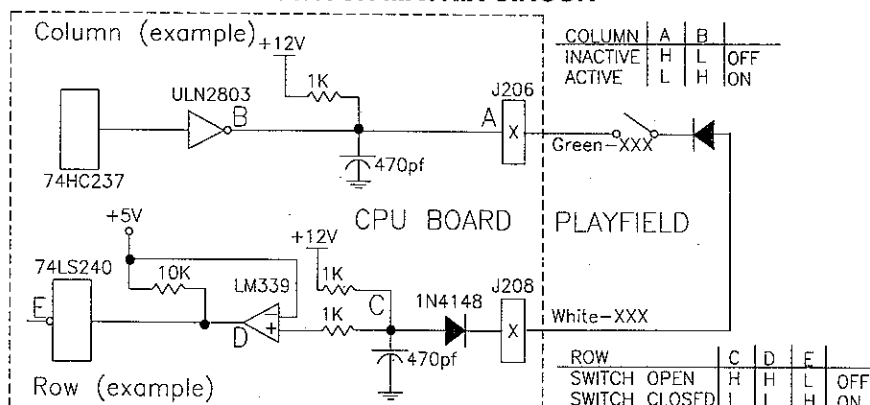 Column (example)
+12V
1K
ULN2803
B
74HC237
470pf
J206
A
X
Green-XXX
COLUMN A B
INACTIVE H L OFF
ACTIVE L H ON
CPU BOARD
PLAYFIELD
+5V
74LS240
10K
LM339
+12V
1K
1K
C
1N4148
J208
X
E
D
+
470pf
White-XXX
Row (example)
ROW C D E
SWITCH OPEN H H L OFF
SWITCH CLOSED L L H ON